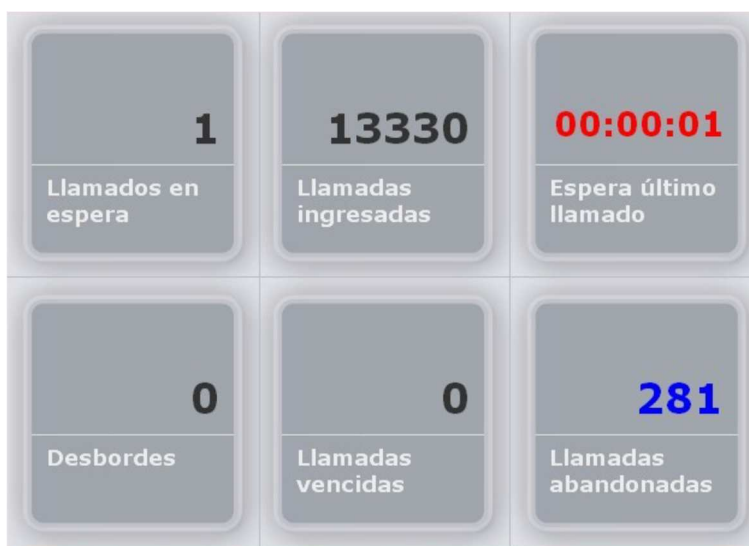 1
Llamados en
espera
13330
Llamadas
ingresadas
00:00:01
Espera último
llamado
0
Desbordes
0
Llamadas
vencidas
281
Llamadas
abandonadas